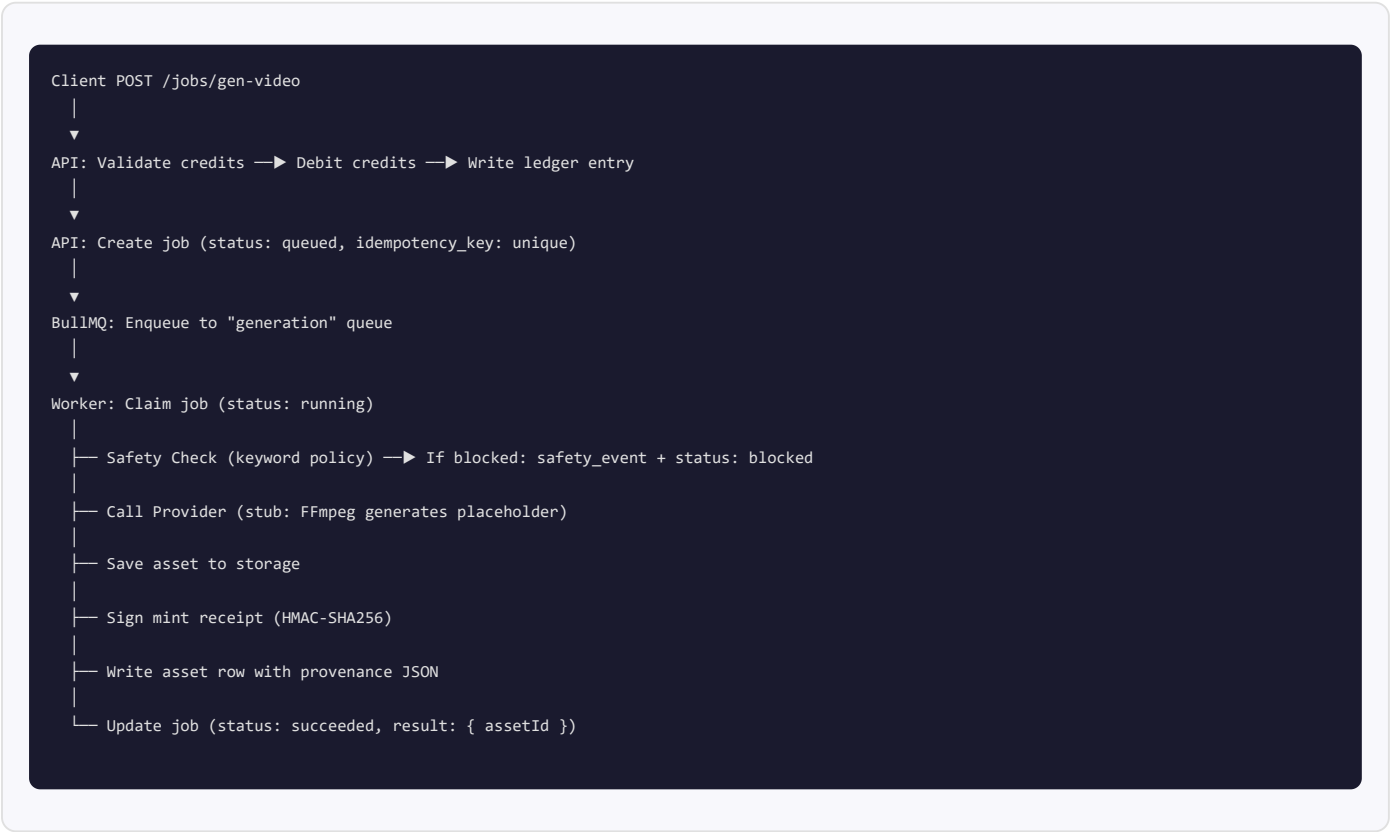 Client POST /jobs/gen-video
│
▼
API: Validate credits ──▶ Debit credits ──▶ Write ledger entry
│
▼
API: Create job (status: queued, idempotency_key: unique)
│
▼
BullMQ: Enqueue to "generation" queue
│
▼
Worker: Claim job (status: running)
│
├── Safety Check (keyword policy) ──▶ If blocked: safety_event + status: blocked
│
├── Call Provider (stub: FFmpeg generates placeholder)
│
├── Save asset to storage
│
├── Sign mint receipt (HMAC-SHA256)
│
├── Write asset row with provenance JSON
│
└── Update job (status: succeeded, result: { assetId })